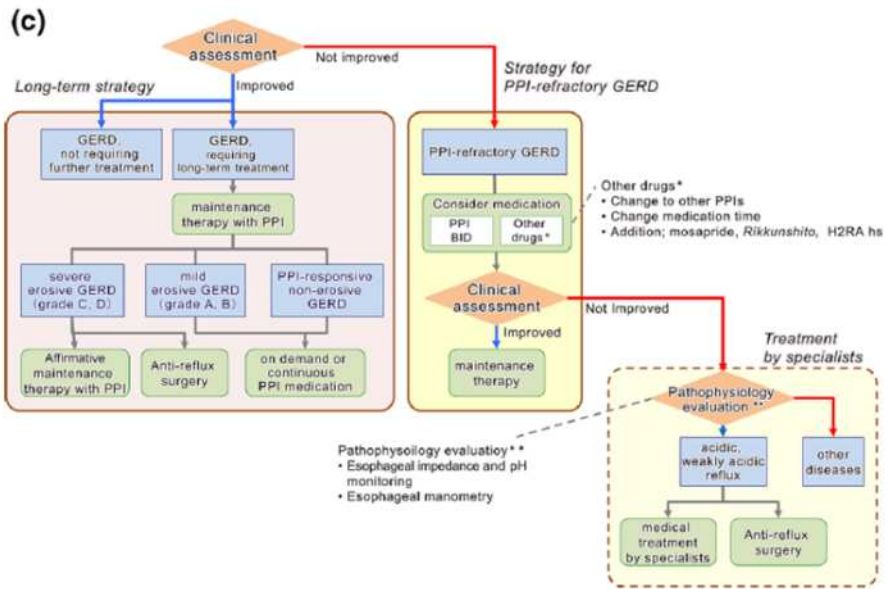 (c)
Clinical
assessment
Not improved
Improved
Long-term strategy
Strategy for
PPI-refractory GERD
GERD,
not requiring
further treatment
GERD,
requiring
long-term treatment
maintenance
therapy with PPI
severe
erosive GERD
(grade C, D)
mild
erosive GERD
(grade A, B)
PPI-responsive
non-erosive
GERD
Affirmative
maintenance
therapy with PPI
Anti-reflux
surgery
on demand or
continuous
PPI medication
PPI-refractory GERD
Consider medication
PPI
BID
Other
drugs*
Other drugs*
• Change to other PPIs
• Change medication time
• Addition; mosapride, Rikkunshito, H2RA hs
Clinical
assessment
Not Improved
Improved
maintenance
therapy
Treatment
by specialists
Pathophysiology
evaluation**
Pathophysoilogy evaluatioy**
• Esophageal impedance and pH
monitoring
• Esophageal manometry
acidic,
weakly acidic
reflux
other
diseases
medical
treatment
by specialists
Anti-reflux
surgery